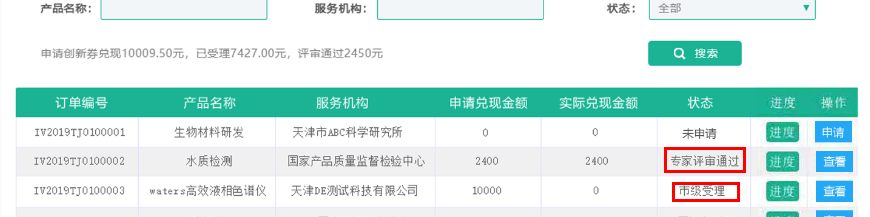 产品名称: 服务机构: 状态: 全部
申请创新券兑现10009.50元，已受理7427.00元，评审通过2450元 搜索
订单编号 产品名称 服务机构 申请兑现金额 实际兑现金额 状态 进度 操作
IV2019TJ0100001 生物材料研发 天津市ABC科学研究所 0 0 未申请 进度 申请
IV2019TJ0100002 水质检测 国家产品质量监督检验中心 2400 2400 专家评审通过 进度 查看
IV2019TJ0100003 waters高效液相色谱仪 天津DE测试科技有限公司 10000 0 市级受理 进度 查看